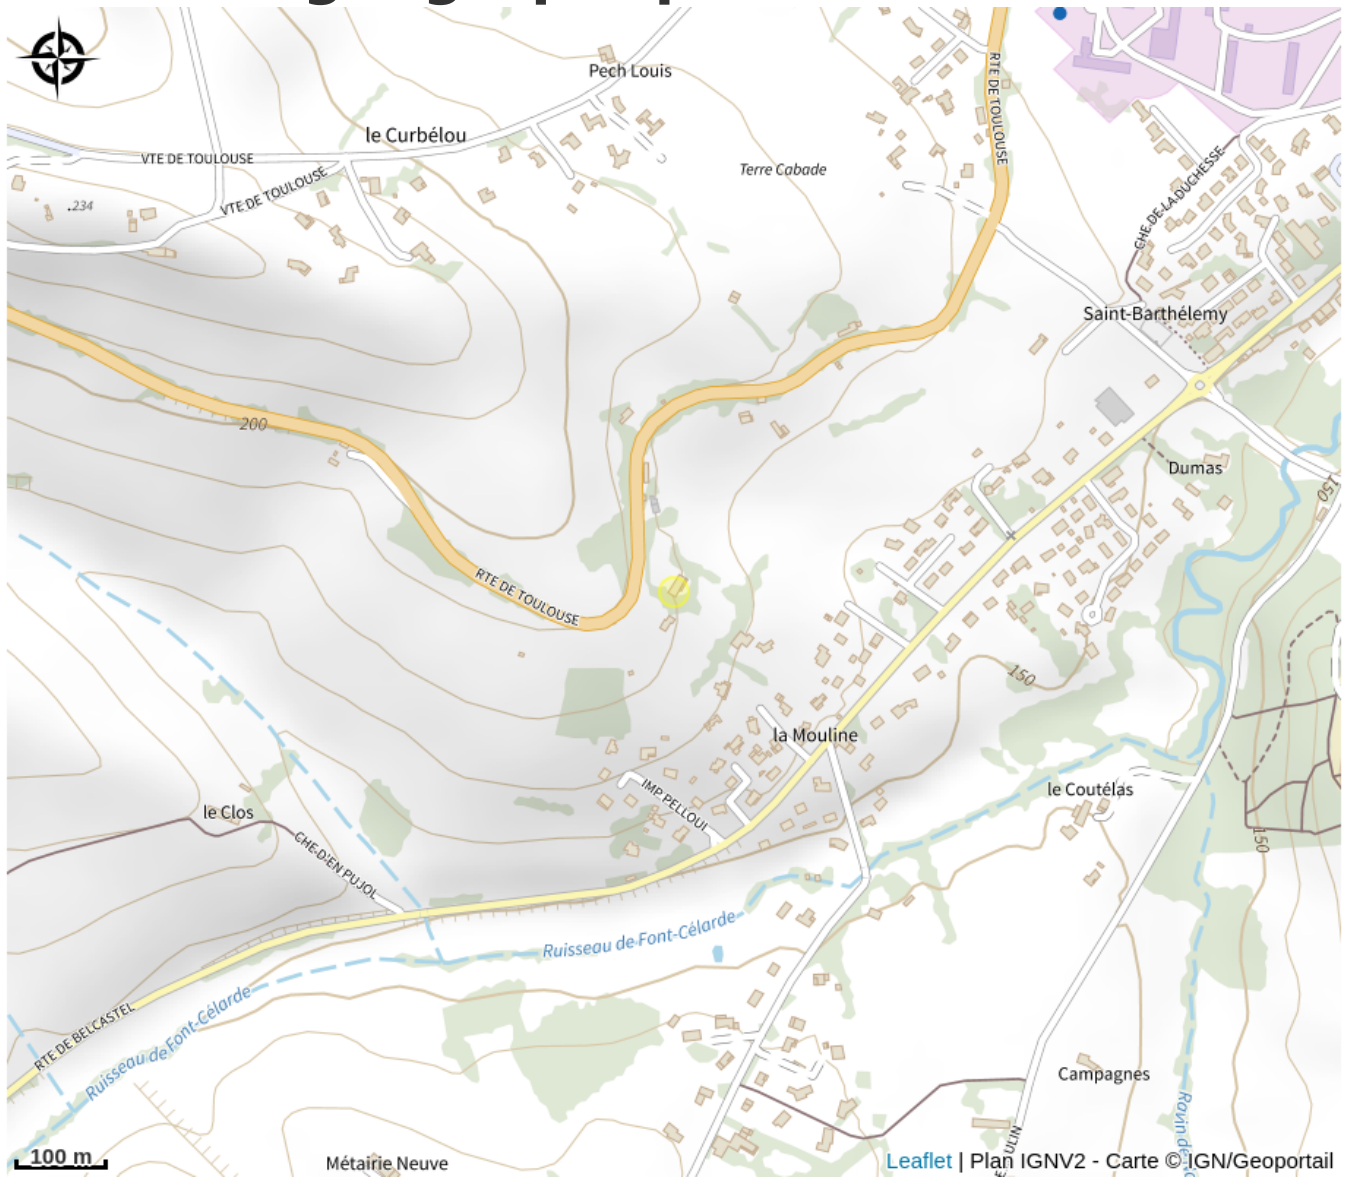 Pech Louis
RTE DE TOULOUSE
le Curbélou
VTE DE TOULOUSE
Terre Cabade
VTE DE TOULOUSE
CHE DE LA DUCHESSE
.234
Saint-Barthélemy
200
Dumas
150
RTE DE TOULOUSE
150
la Mouline
le Coutélas
IMP PELLOUI
le Clos
150
CHE D'EN PUJOL
Ruisseau de Font-Célarde
RTE DE BELCASTEL
Ruisseau de Font-Célarde
Campagnes
Ravin de
Métairie Neuve
100 m
Leaflet | Plan IGNV2 - Carte © IGN/Geoportail